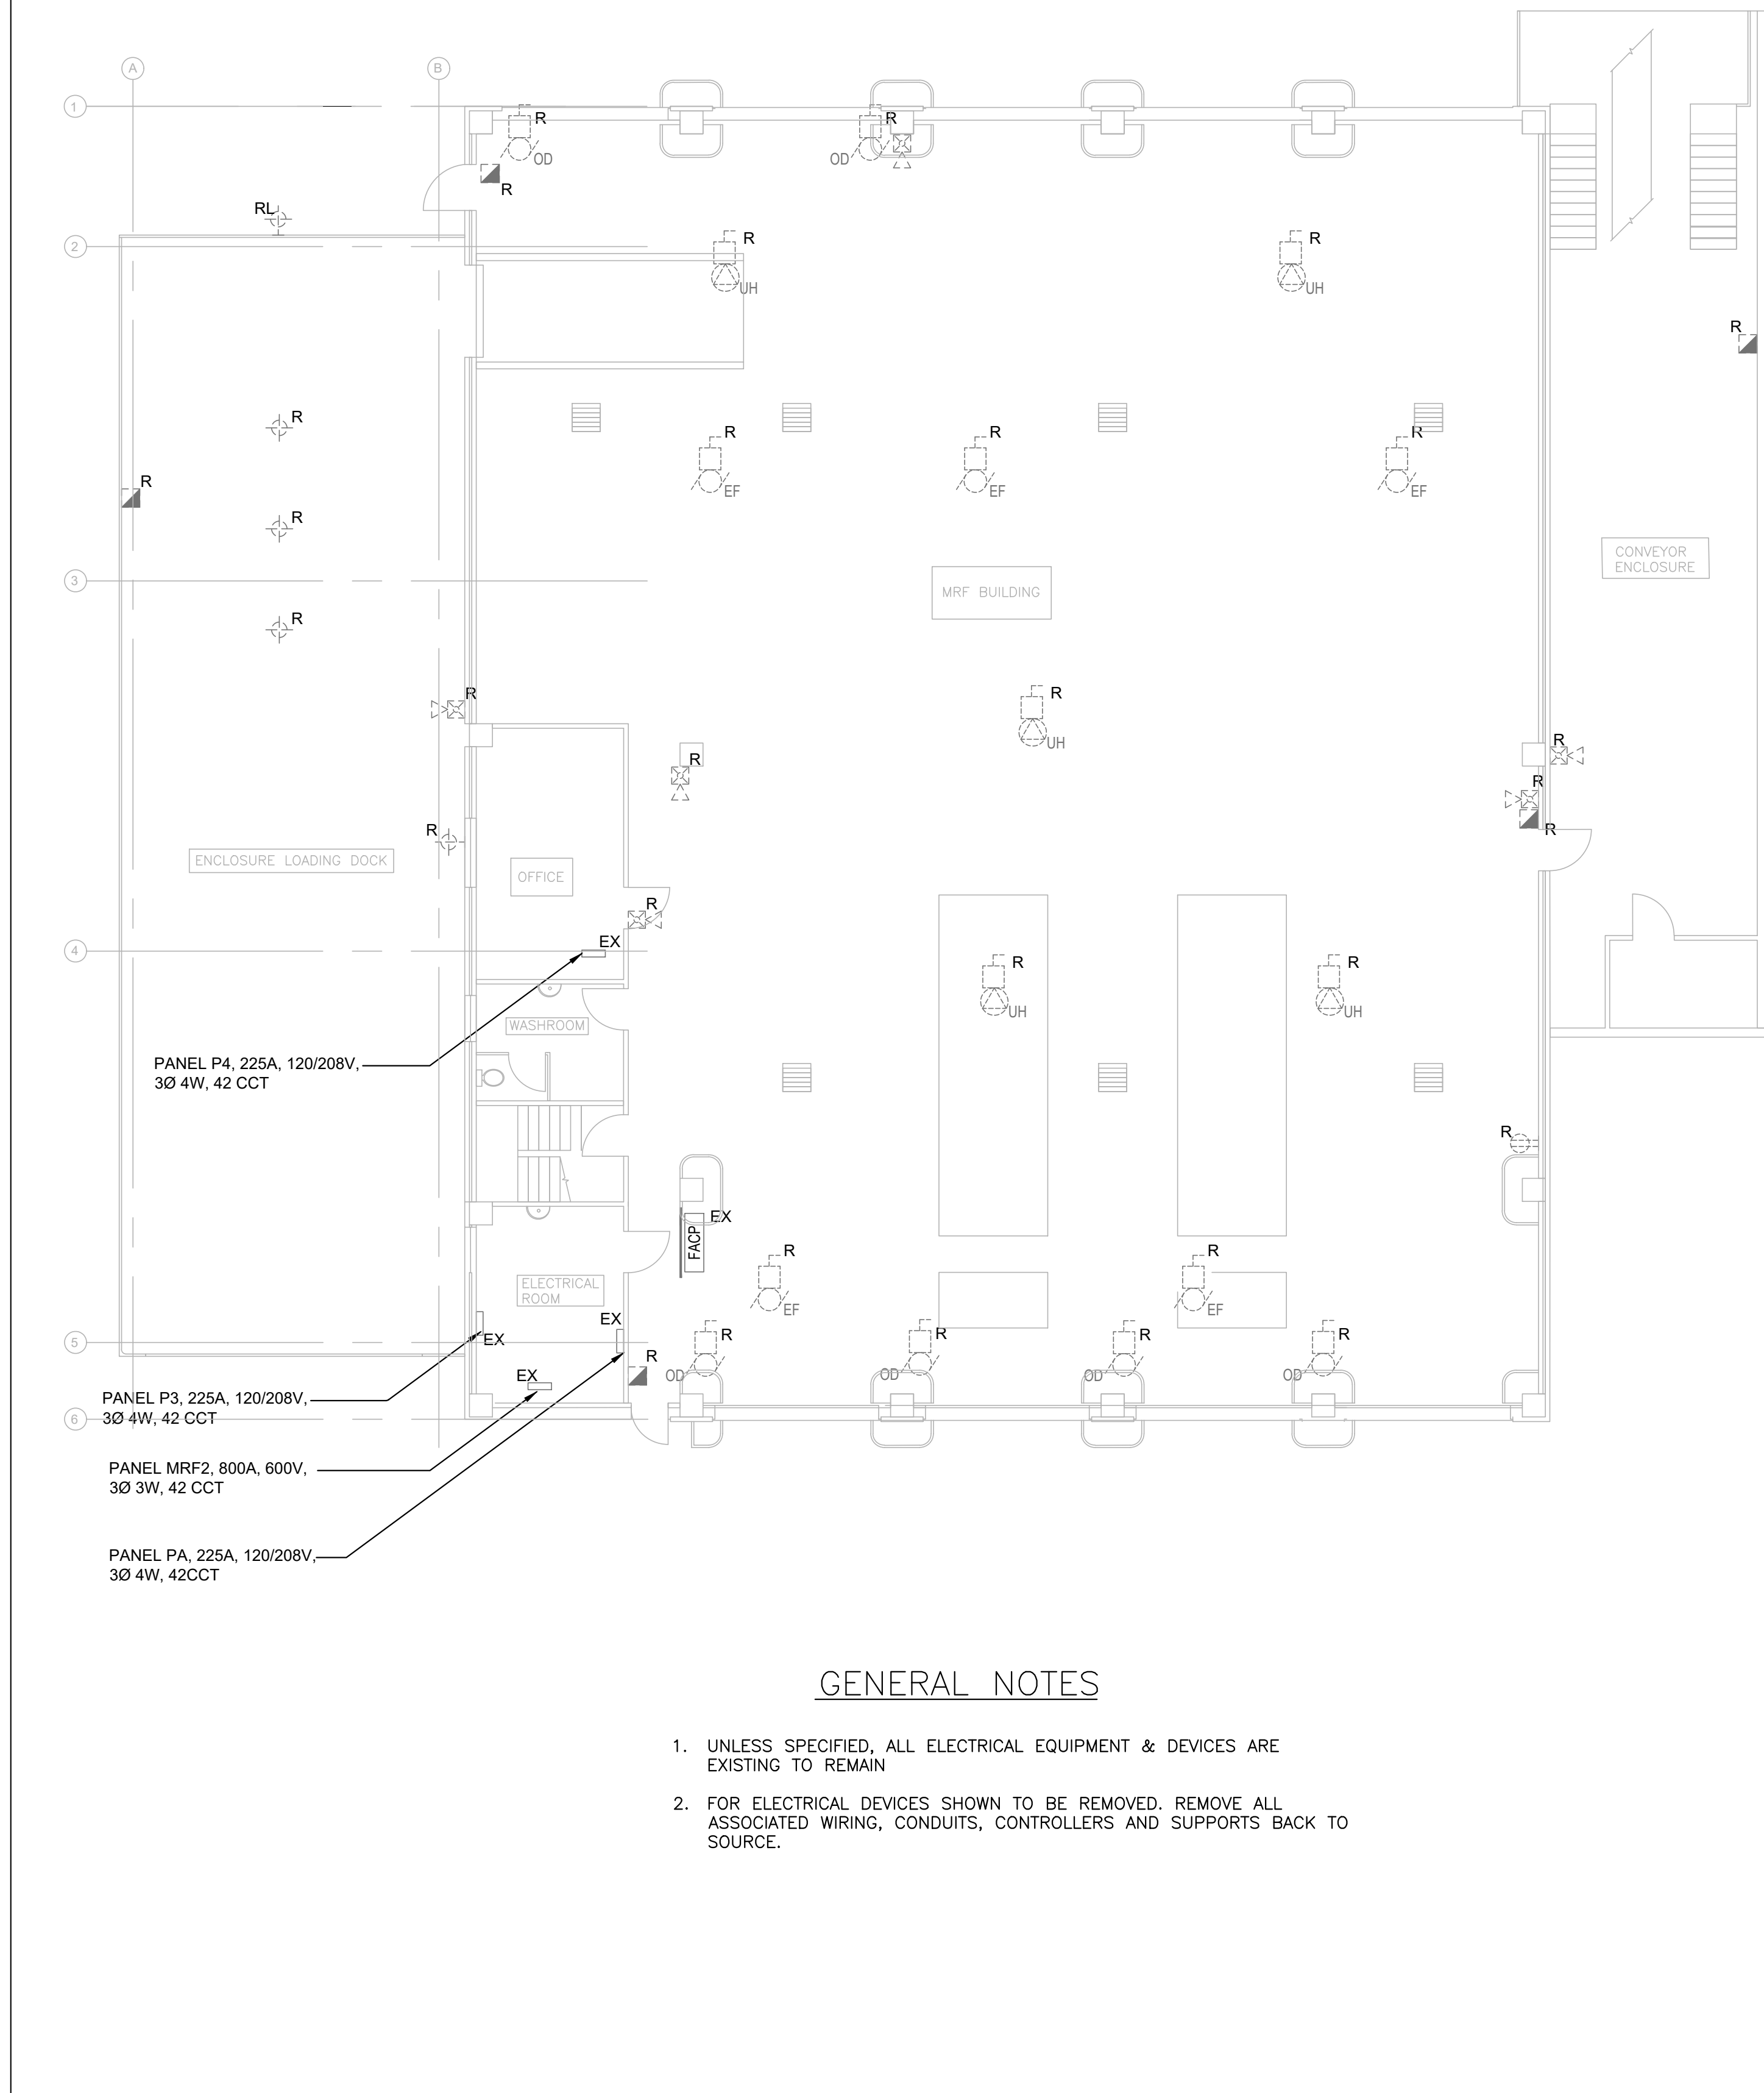 A
B
1
R
R
OD
OD
R
RL
2
R
R
UH
UH
R
R
R
R
R
R
EF
EF
EF
R
R
CONVEYOR
ENCLOSURE
3
MRF BUILDING
R
R
R
UH
R
R
R
R
R
ENCLOSURE LOADING DOCK
OFFICE
R
EX
4
R
R
UH
UH
WASHROOM
PANEL P4, 225A, 120/208V,
3Ø 4W, 42 CCT
R
EX
FACP
R
R
ELECTRICAL
ROOM
EF
EF
EX
5
EX
R
R
R
R
R
EX
OD
OD
OD
OD
PANEL P3, 225A, 120/208V,
3Ø 4W, 42 CCT
6
PANEL MRF2, 800A, 600V,
3Ø 3W, 42 CCT
PANEL PA, 225A, 120/208V,
3Ø 4W, 42CCT
GENERAL NOTES
1. UNLESS SPECIFIED, ALL ELECTRICAL EQUIPMENT & DEVICES ARE
EXISTING TO REMAIN
2. FOR ELECTRICAL DEVICES SHOWN TO BE REMOVED. REMOVE ALL
ASSOCIATED WIRING, CONDUITS, CONTROLLERS AND SUPPORTS BACK TO
SOURCE.